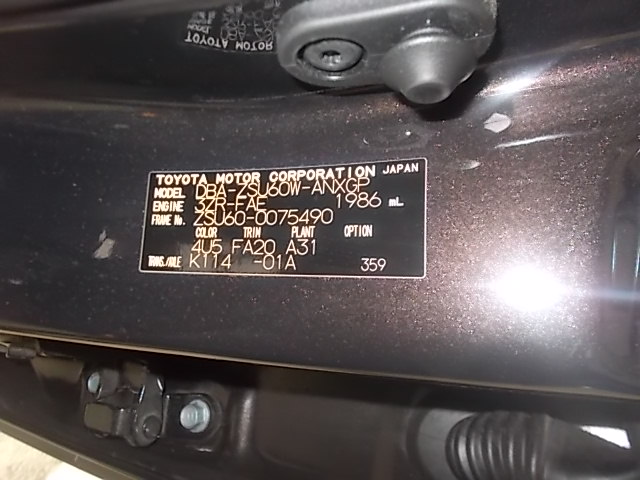 TOYOTA MOTOR CORPORATION JAPAN
MODEL DBA-ZSU60W-ANXGP
ENGINE 3ZR-FAE 1986 mL
FRAME No. ZSU60-0075490
COLOR TRIM PLANT OPTION
4U5 FA20 A31
TRANS./AXLE K114 -01A 359